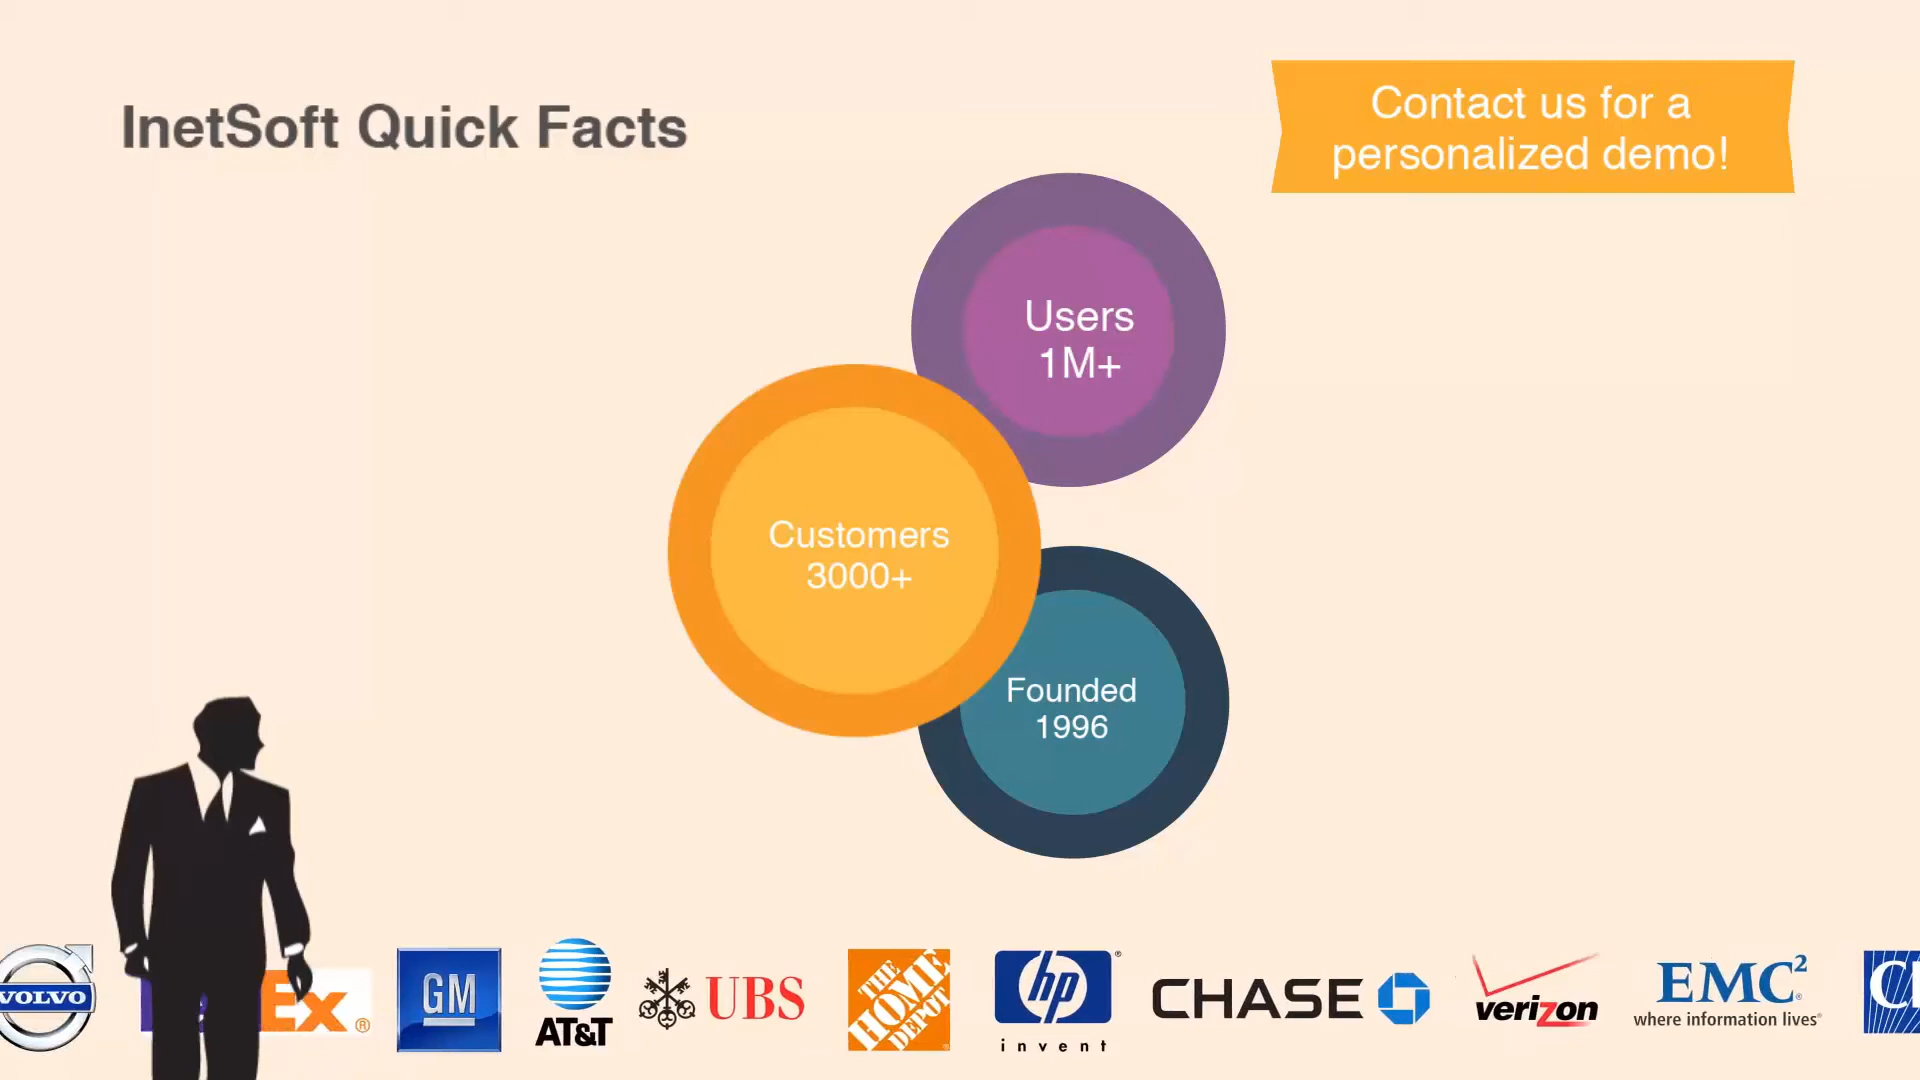 InetSoft Quick Facts
Contact us for a
personalized demo!
Users
1M+
Customers
3000+
Founded
1996
VOLVO
Ex®
GM
AT&T
UBS
THE
HOME
DEPOT
hp®
invent
CHASE
verizon
EMC²®
where information lives®